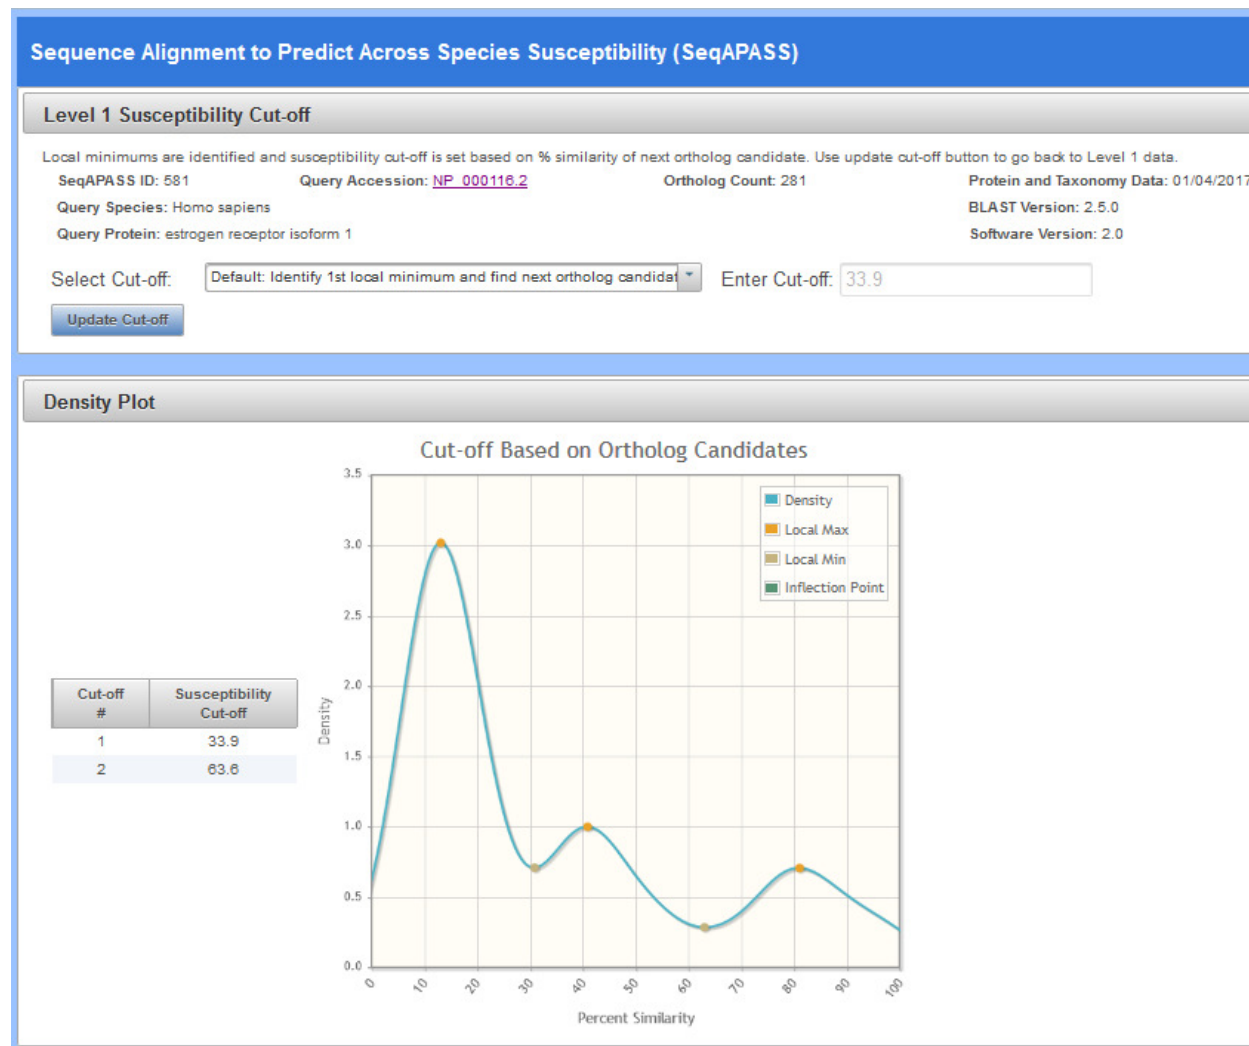 Sequence Alignment to Predict Across Species Susceptibility (SeqAPASS)
Level 1 Susceptibility Cut-off
Local minimums are identified and susceptibility cut-off is set based on % similarity of next ortholog candidate. Use update cut-off button to go back to Level 1 data.
SeqAPASS ID: 581 Query Accession: NP_000116.2 Ortholog Count: 281 Protein and Taxonomy Data: 01/04/2017
Query Species: Homo sapiens BLAST Version: 2.5.0
Query Protein: estrogen receptor isoform 1 Software Version: 2.0
Select Cut-off: Default: Identify 1st local minimum and find next ortholog candidat Enter Cut-off: 33.9
Update Cut-off
Density Plot
Cut-off Based on Ortholog Candidates
3.5
3.0
2.5
2.0
1.5
1.0
0.5
0.0
Density
Density
Local Max
Local Min
Inflection Point
Cut-off # Susceptibility Cut-off
1 33.9
2 63.6
0 10 20 30 40 50 60 70 80 90 100
Percent Similarity